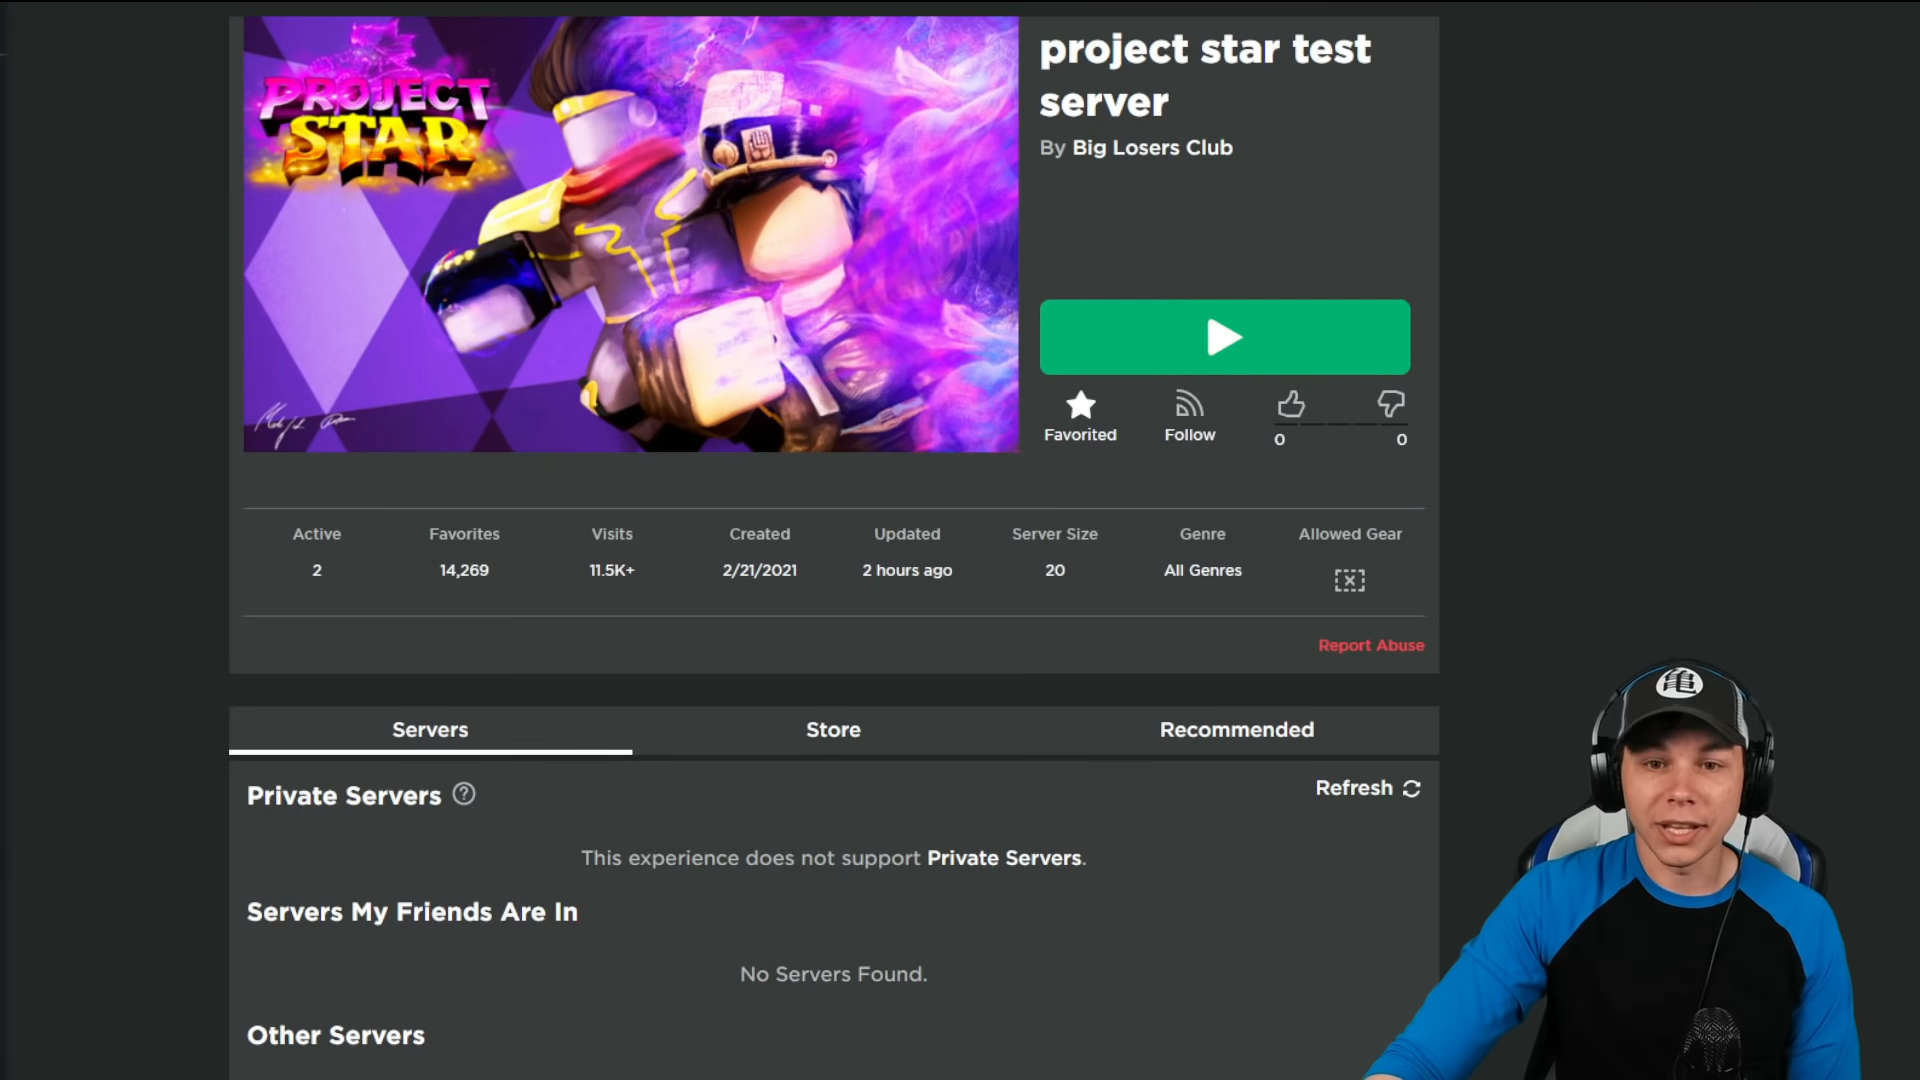 PROJECT
STAR
project star test
server
By Big Losers Club
Favorited
Follow
0
0
Active
Favorites
Visits
Created
Updated
Server Size
Genre
Allowed Gear
2
14,269
11.5K+
2/21/2021
2 hours ago
20
All Genres
Report Abuse
Servers
Store
Recommended
Private Servers
Refresh
This experience does not support Private Servers.
Servers My Friends Are In
No Servers Found.
Other Servers
亀